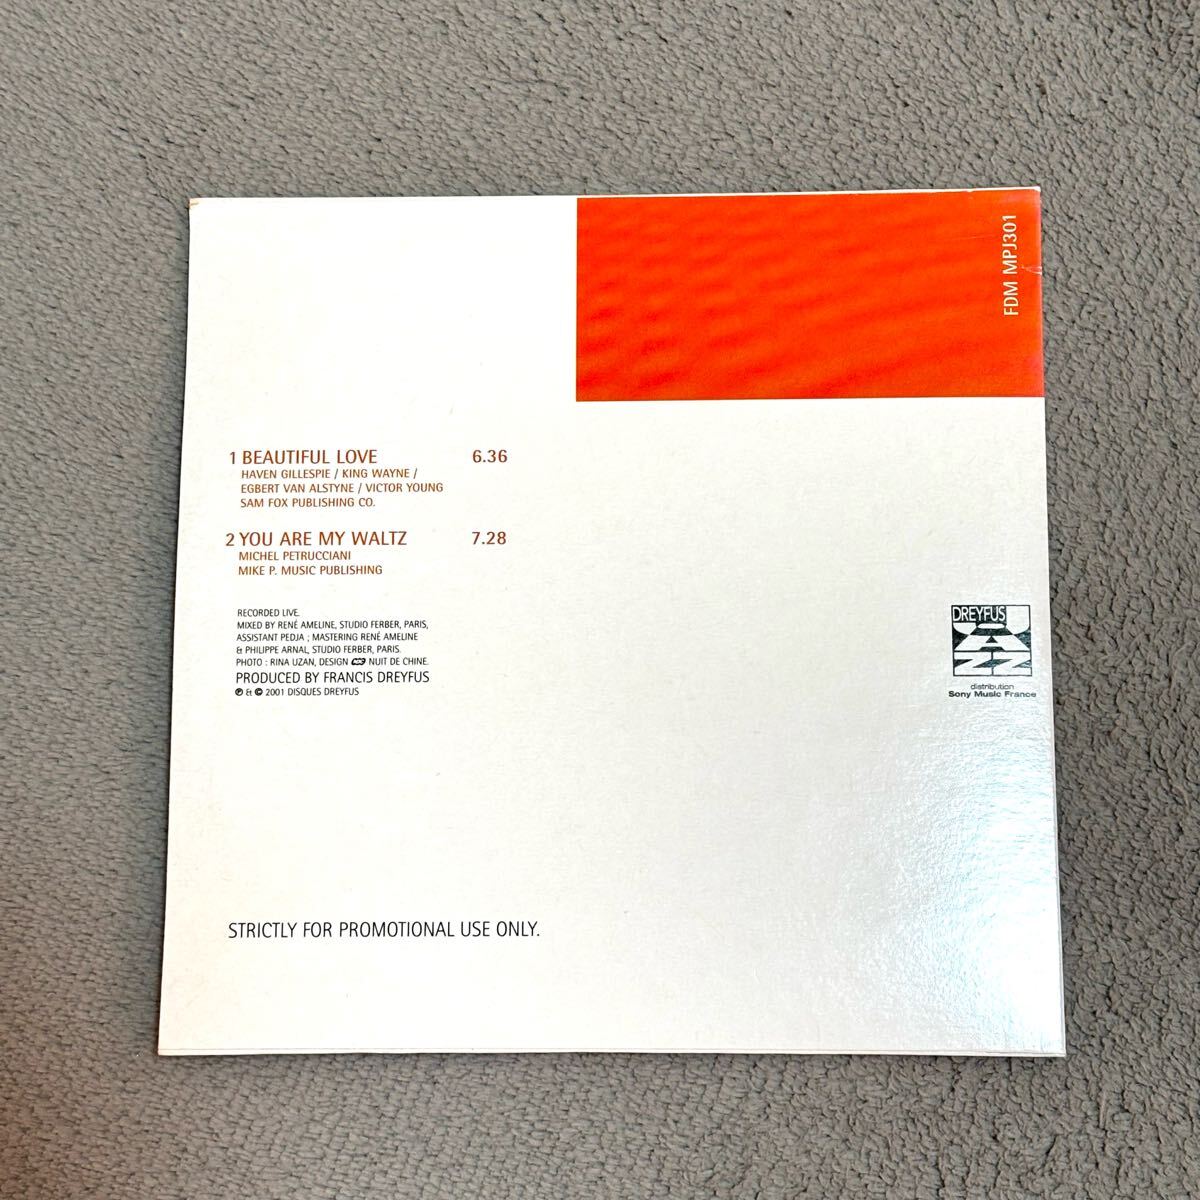 FDM MPJ301
1 BEAUTIFUL LOVE 6.36
HAVEN GILLESPIE / KING WAYNE /
EGBERT VAN ALSTYNE / VICTOR YOUNG
SAM FOX PUBLISHING CO.
2 YOU ARE MY WALTZ 7.28
MICHEL PETRUCCIANI
MIKE P. MUSIC PUBLISHING
RECORDED LIVE.
MIXED BY RENÉ AMELINE, STUDIO FERBER, PARIS,
ASSISTANT PEDJA ; MASTERING RENÉ AMELINE
& PHILIPPE ARNAL, STUDIO FERBER, PARIS.
PHOTO : RINA UZAN, DESIGN NUIT DE CHINE.
PRODUCED BY FRANCIS DREYFUS
℗ & © 2001 DISQUES DREYFUS
DREYFUS
JAZZ
distribution
Sony Music France
STRICTLY FOR PROMOTIONAL USE ONLY.